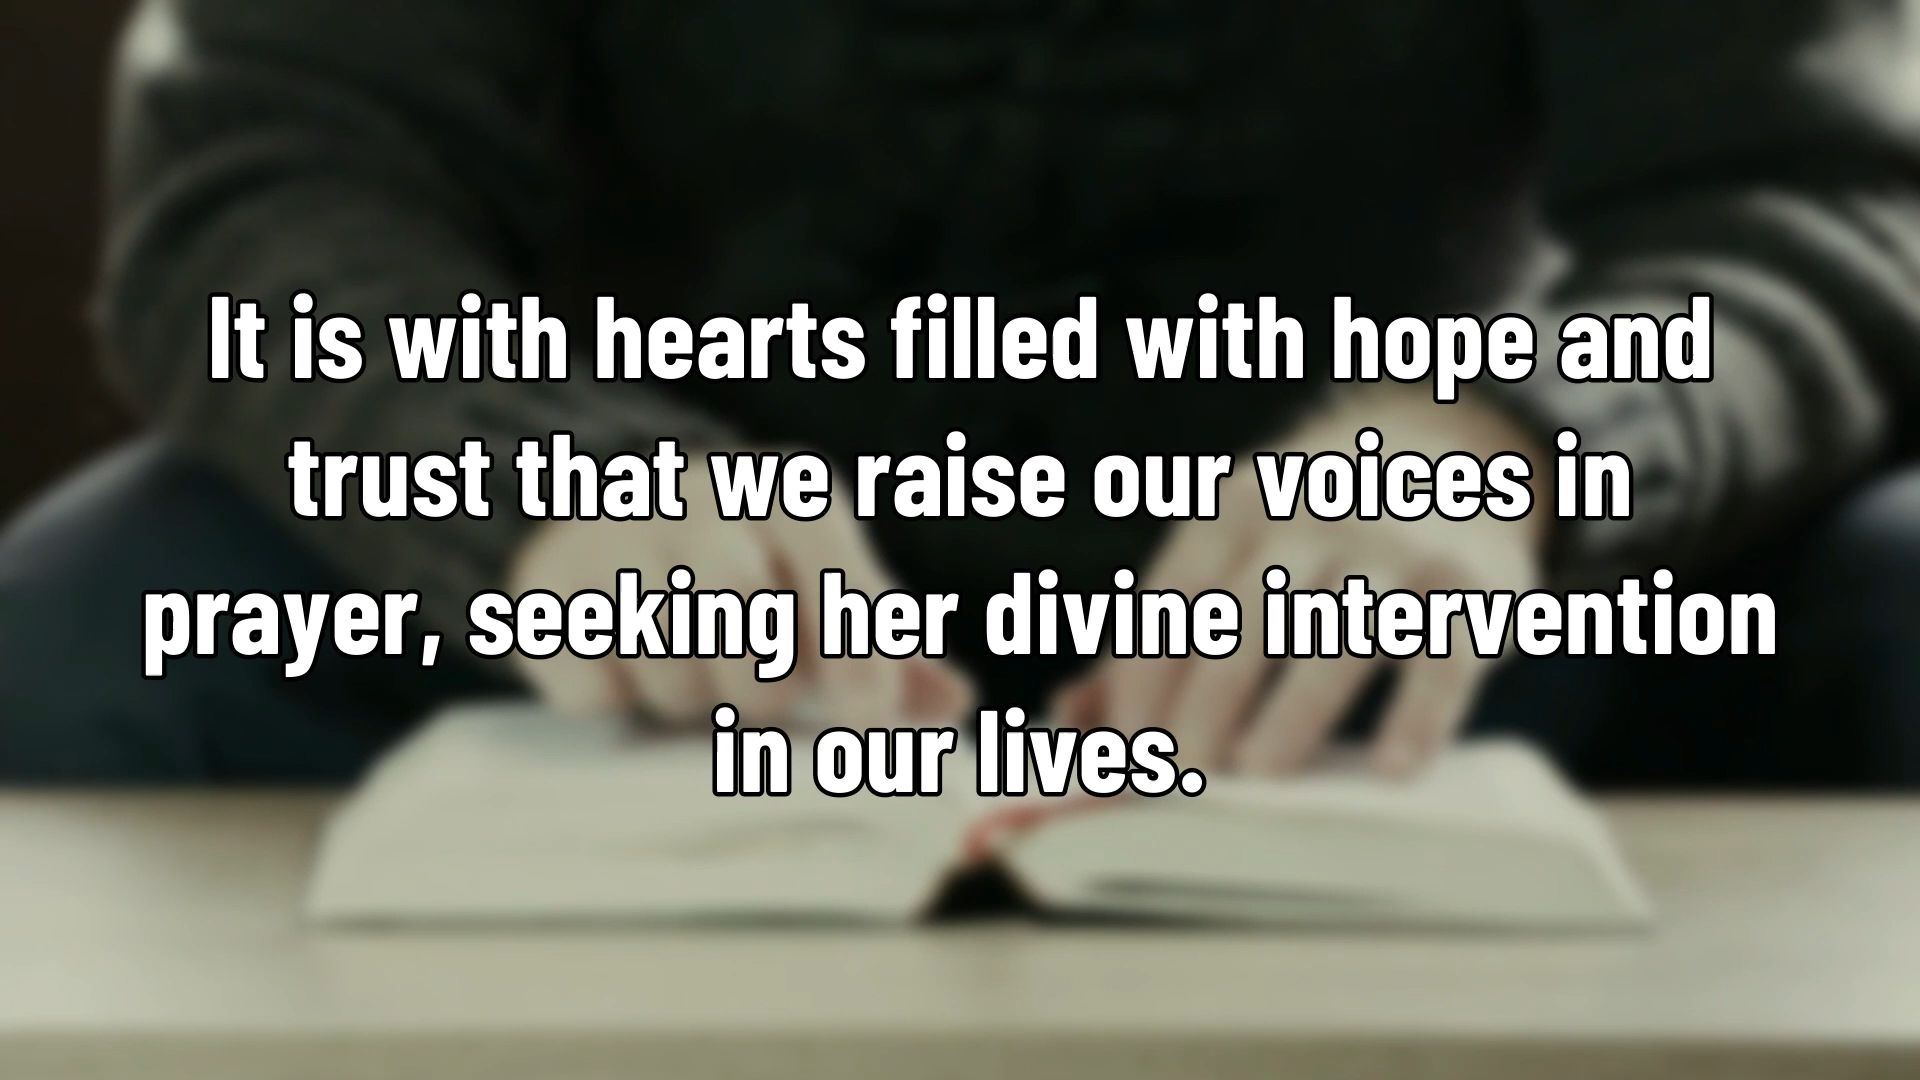 It is with hearts filled with hope and
trust that we raise our voices in
prayer, seeking her divine intervention
in our lives.